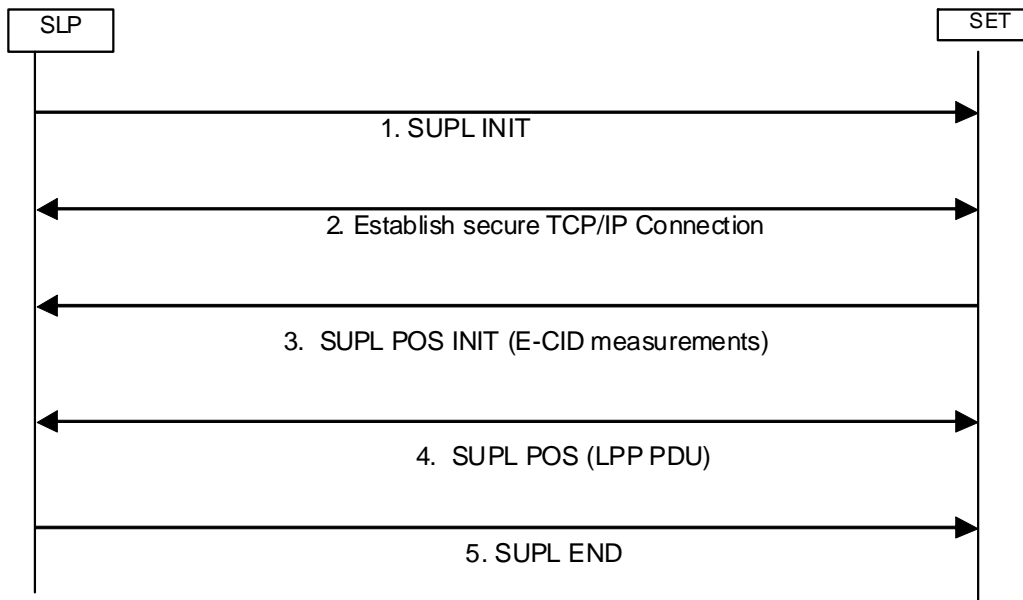 SLP
SET
1. SUPL INIT
2. Establish secure TCP/IP Connection
3. SUPL POS INIT (E-CID measurements)
4. SUPL POS (LPP PDU)
5. SUPL END